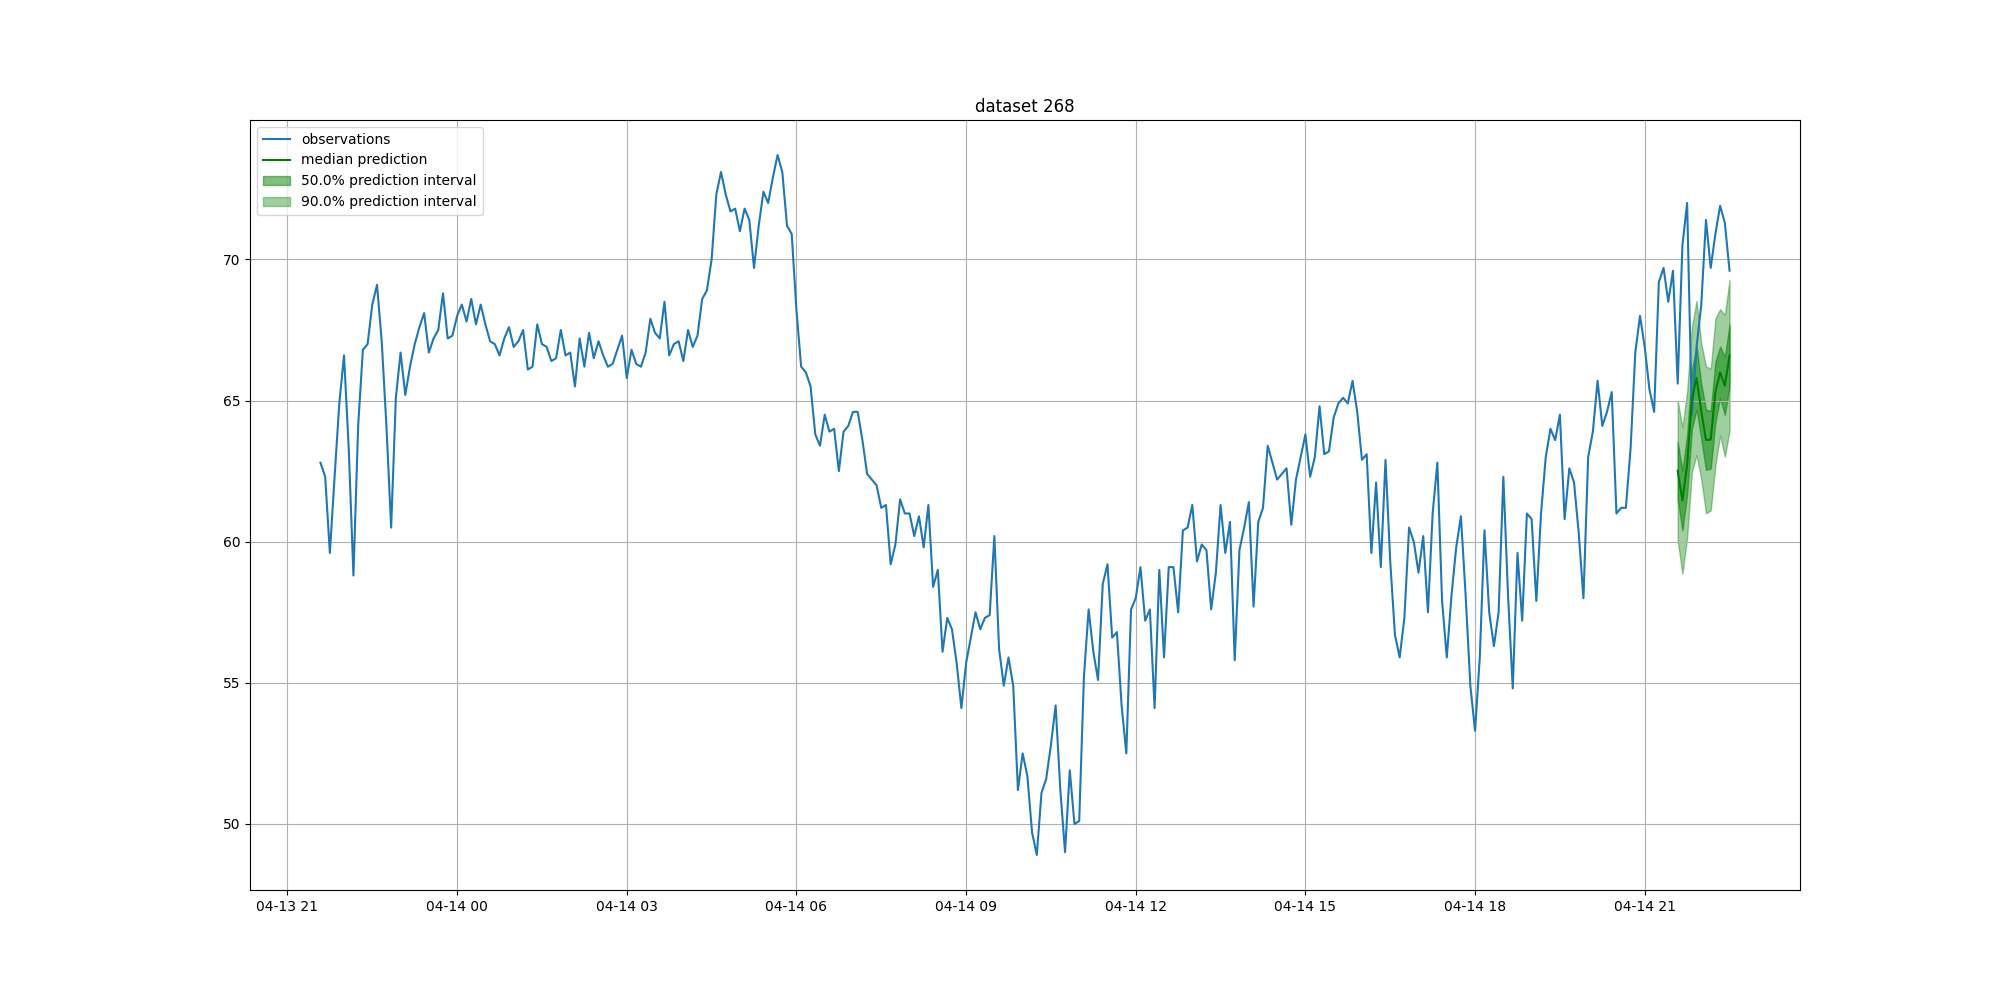 dataset 268
observations
median prediction
50.0% prediction interval
90.0% prediction interval
70
65
60
55
50
04-13 21
04-14 00
04-14 03
04-14 06
04-14 09
04-14 12
04-14 15
04-14 18
04-14 21